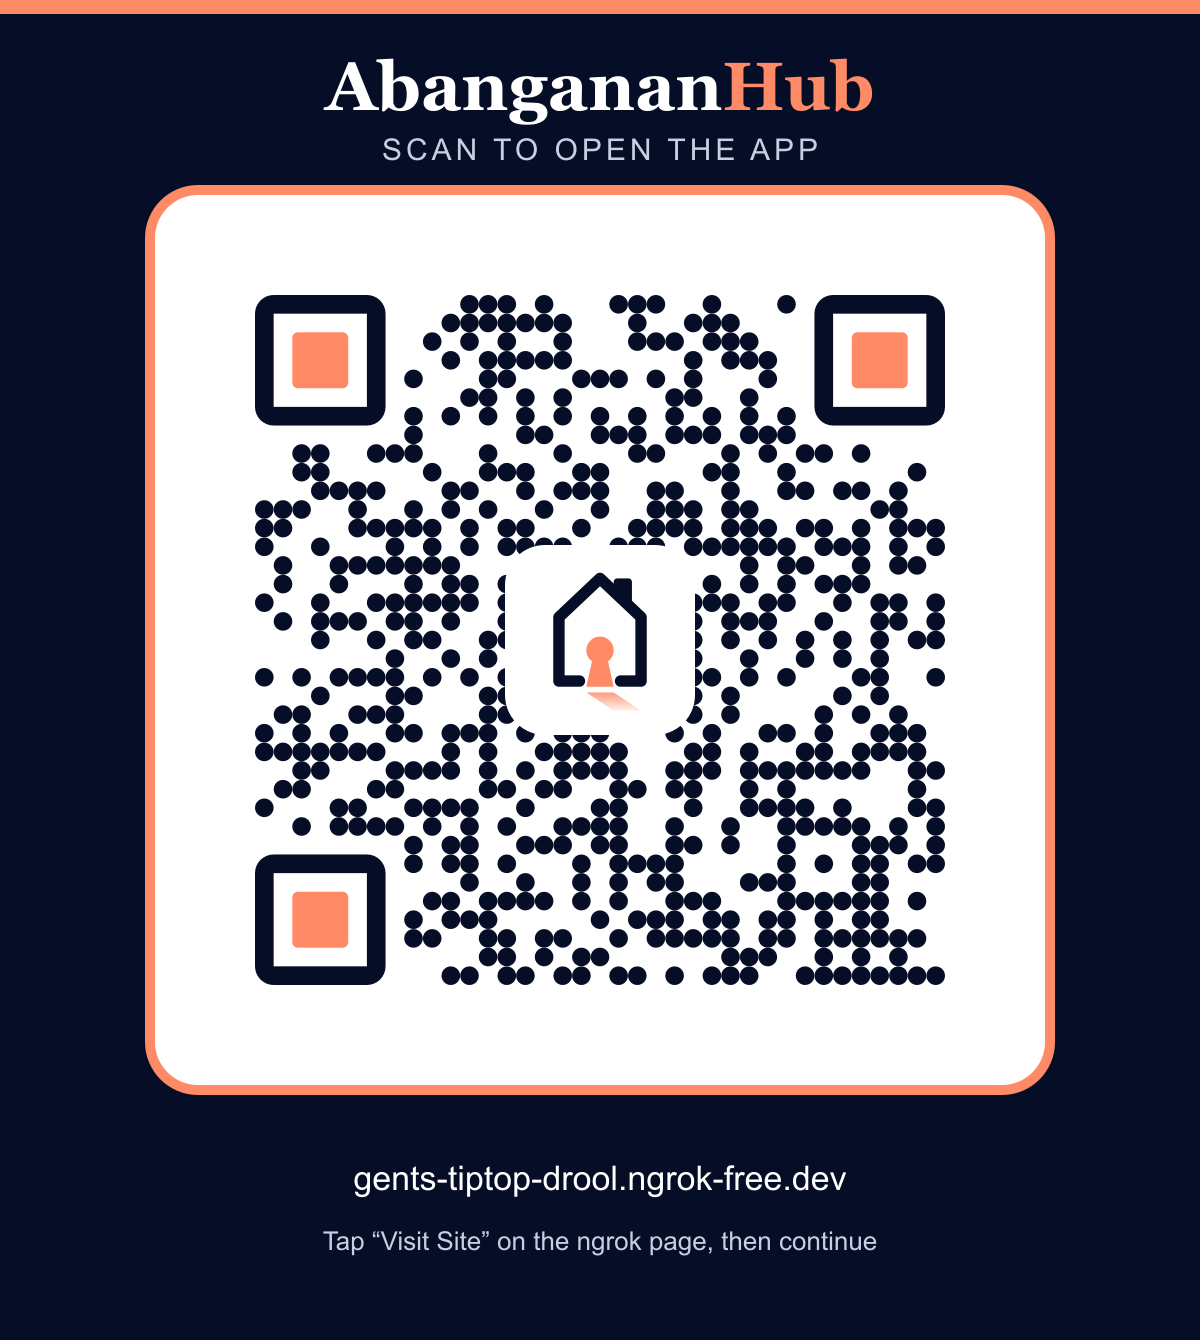 AbangananHub
SCAN TO OPEN THE APP
gents-tiptop-drool.ngrok-free.dev
Tap “Visit Site” on the ngrok page, then continue